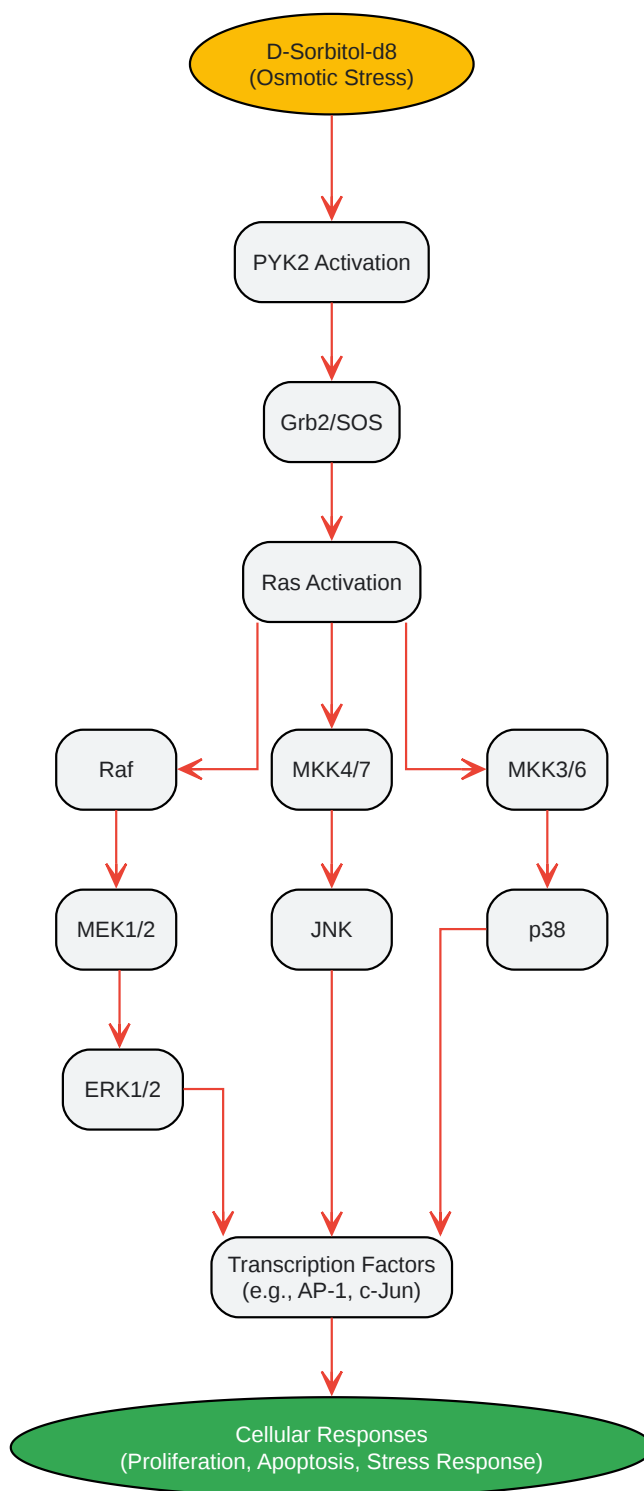 D-Sorbitol-d8
(Osmotic Stress)
PYK2 Activation
Grb2/SOS
Ras Activation
Raf
MKK4/7
MKK3/6
MEK1/2
JNK
p38
ERK1/2
Transcription Factors
(e.g., AP-1, c-Jun)
Cellular Responses
(Proliferation, Apoptosis, Stress Response)